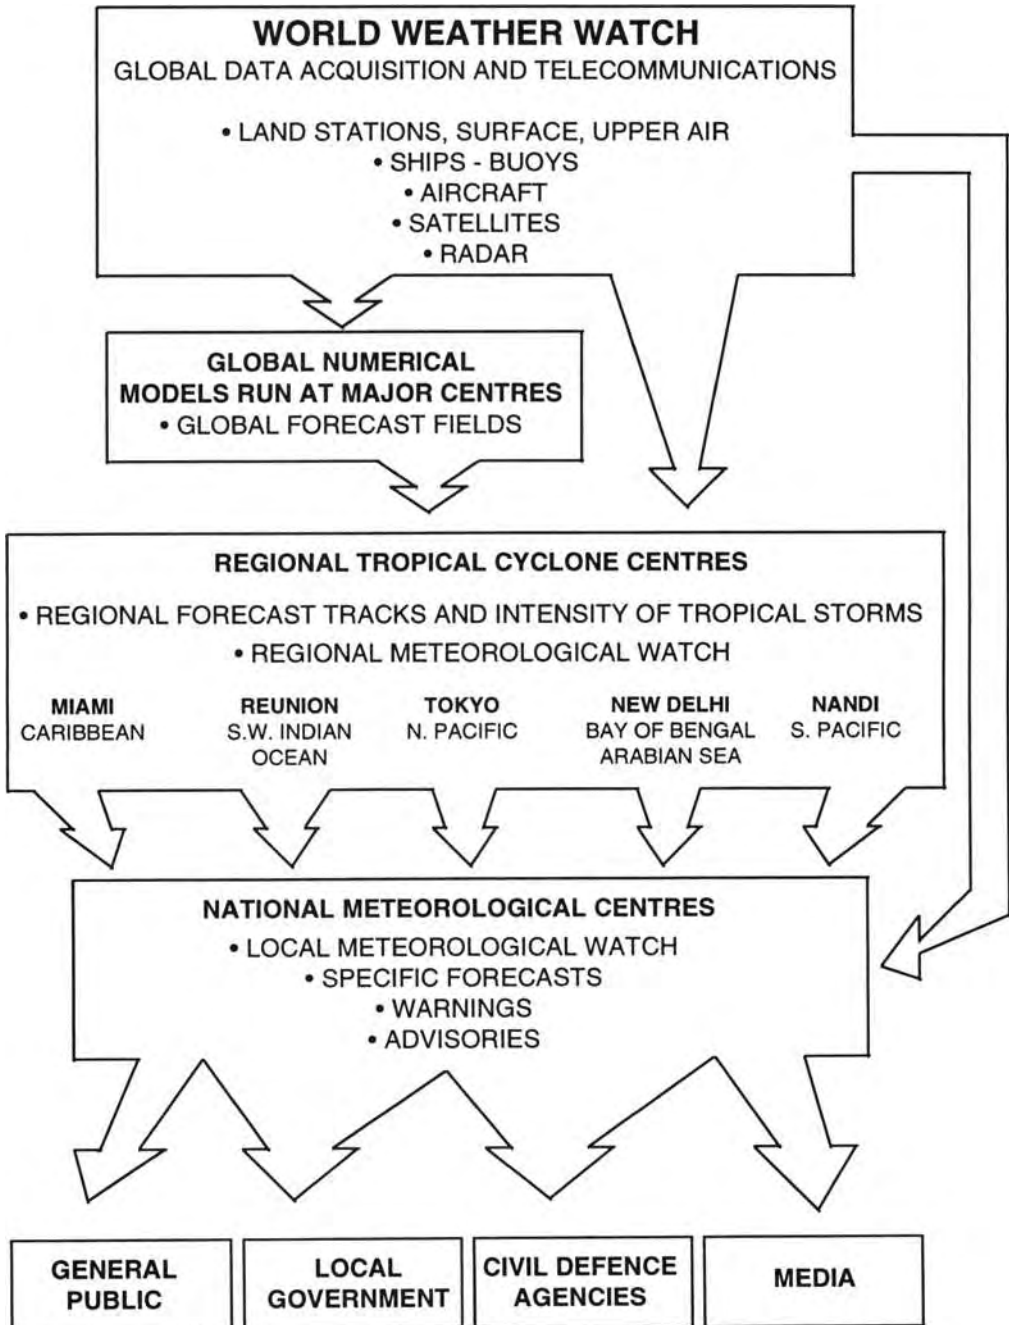 WORLD WEATHER WATCH
GLOBAL DATA ACQUISITION AND TELECOMMUNICATIONS
• LAND STATIONS, SURFACE, UPPER AIR
• SHIPS - BUOYS
• AIRCRAFT
• SATELLITES
• RADAR
GLOBAL NUMERICAL
MODELS RUN AT MAJOR CENTRES
• GLOBAL FORECAST FIELDS
REGIONAL TROPICAL CYCLONE CENTRES
• REGIONAL FORECAST TRACKS AND INTENSITY OF TROPICAL STORMS
• REGIONAL METEOROLOGICAL WATCH
MIAMI
CARIBBEAN
REUNION
S.W. INDIAN
OCEAN
TOKYO
N. PACIFIC
NEW DELHI
BAY OF BENGAL
ARABIAN SEA
NANDI
S. PACIFIC
NATIONAL METEOROLOGICAL CENTRES
• LOCAL METEOROLOGICAL WATCH
• SPECIFIC FORECASTS
• WARNINGS
• ADVISORIES
GENERAL
PUBLIC
LOCAL
GOVERNMENT
CIVIL DEFENCE
AGENCIES
MEDIA